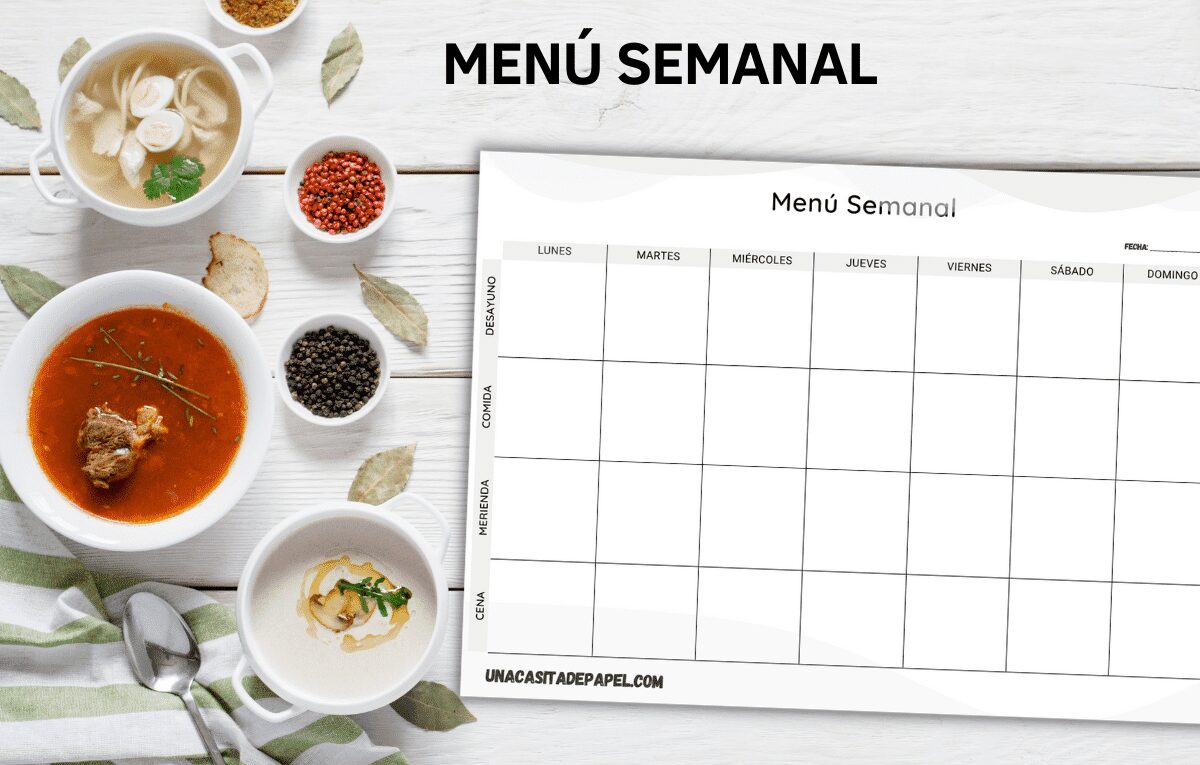 MENÚ SEMANAL
Menú Semanal
FECHA:
LUNES MARTES MIÉRCOLES JUEVES VIERNES SÁBADO DOMINGO
DESAYUNO
COMIDA
MERIENDA
CENA
UNACASITADEPAPEL.COM